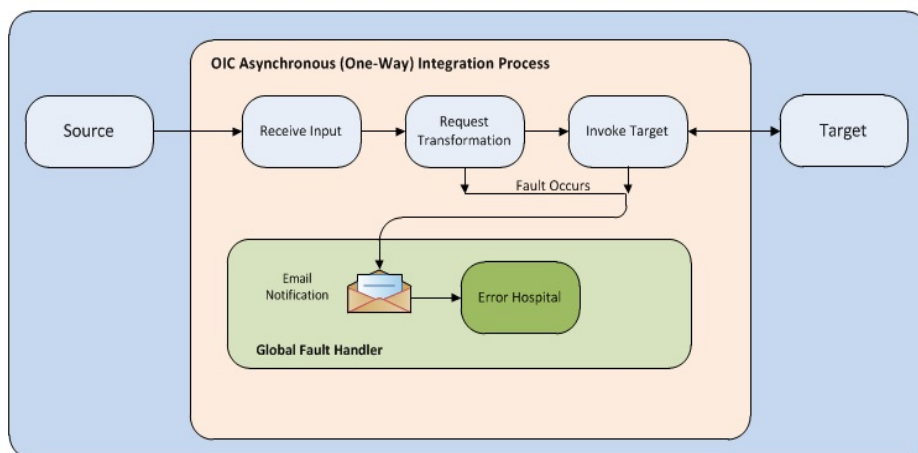 OIC Asynchronous (One-Way) Integration Process
Source
Receive Input
Request
Transformation
Invoke Target
Target
Fault Occurs
Email
Notification
Error Hospital
Global Fault Handler